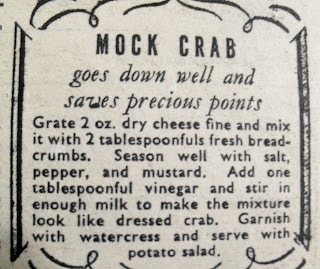 MOCK CRAB
goes down well and
saves precious points
Grate 2 oz. dry cheese fine and mix
it with 2 tablespoonfuls fresh bread-
crumbs. Season well with salt,
pepper, and mustard. Add one
tablespoonful vinegar and stir in
enough milk to make the mixture
look like dressed crab. Garnish
with watercress and serve with
potato salad.